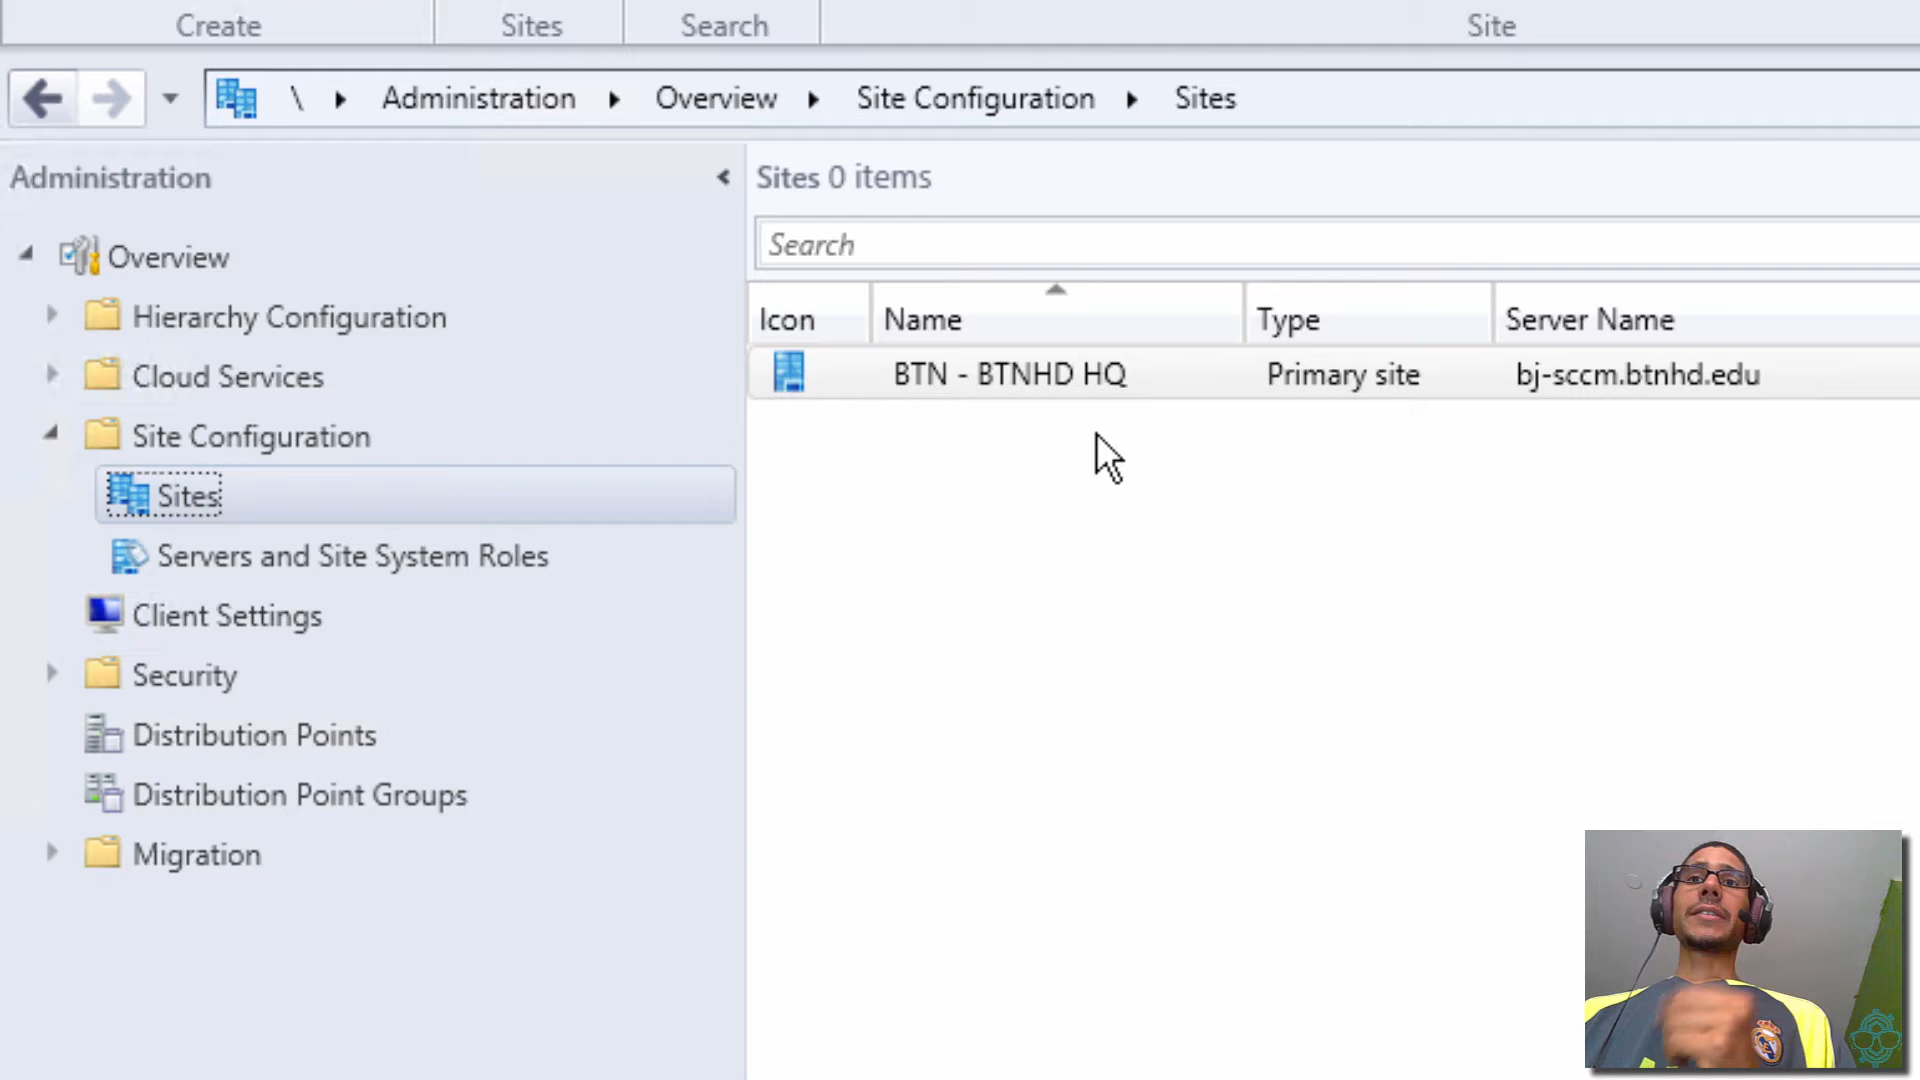 Create Sites Search Site
\ Administration Overview Site Configuration Sites
Administration
Overview
Hierarchy Configuration
Cloud Services
Site Configuration
Sites
Servers and Site System Roles
Client Settings
Security
Distribution Points
Distribution Point Groups
Migration
Sites 0 items
Search
Icon Name Type Server Name
BTN - BTNHD HQ Primary site bj-sccm.btnhd.edu